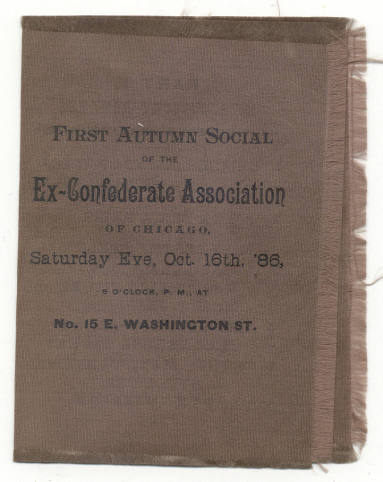 First Autumn Social
OF THE
Ex-Confederate Association
OF CHICAGO,
Saturday Eve, Oct. 16th, '86,
8 O'CLOCK, P. M., AT
No. 15 E. WASHINGTON ST.